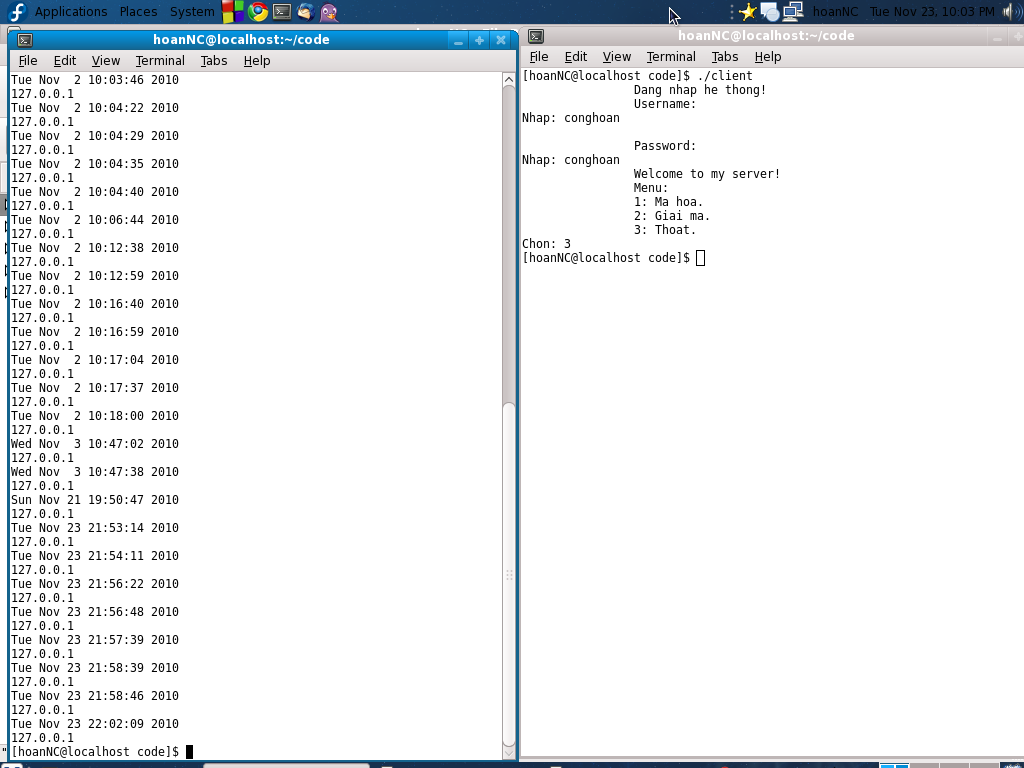 Applications Places System hoanNC Tue Nov 23, 10:03 PM
hoanNC@localhost:~/code
File Edit View Terminal Tabs Help
Tue Nov  2 10:03:46 2010
127.0.0.1
Tue Nov  2 10:04:22 2010
127.0.0.1
Tue Nov  2 10:04:29 2010
127.0.0.1
Tue Nov  2 10:04:35 2010
127.0.0.1
Tue Nov  2 10:04:40 2010
127.0.0.1
Tue Nov  2 10:06:44 2010
127.0.0.1
Tue Nov  2 10:12:38 2010
127.0.0.1
Tue Nov  2 10:12:59 2010
127.0.0.1
Tue Nov  2 10:16:40 2010
127.0.0.1
Tue Nov  2 10:16:59 2010
127.0.0.1
Tue Nov  2 10:17:04 2010
127.0.0.1
Tue Nov  2 10:17:37 2010
127.0.0.1
Tue Nov  2 10:18:00 2010
127.0.0.1
Wed Nov  3 10:47:02 2010
127.0.0.1
Wed Nov  3 10:47:38 2010
127.0.0.1
Sun Nov 21 19:50:47 2010
127.0.0.1
Tue Nov 23 21:53:14 2010
127.0.0.1
Tue Nov 23 21:54:11 2010
127.0.0.1
Tue Nov 23 21:56:22 2010
127.0.0.1
Tue Nov 23 21:56:48 2010
127.0.0.1
Tue Nov 23 21:57:39 2010
127.0.0.1
Tue Nov 23 21:58:39 2010
127.0.0.1
Tue Nov 23 21:58:46 2010
127.0.0.1
Tue Nov 23 22:02:09 2010
127.0.0.1
[hoanNC@localhost code]$
hoanNC@localhost:~/code
File Edit View Terminal Tabs Help
[hoanNC@localhost code]$ ./client
Dang nhap he thong!
Username:
Nhap: conghoan
Password:
Nhap: conghoan
Welcome to my server!
Menu:
1: Ma hoa.
2: Giai ma.
3: Thoat.
Chon: 3
[hoanNC@localhost code]$